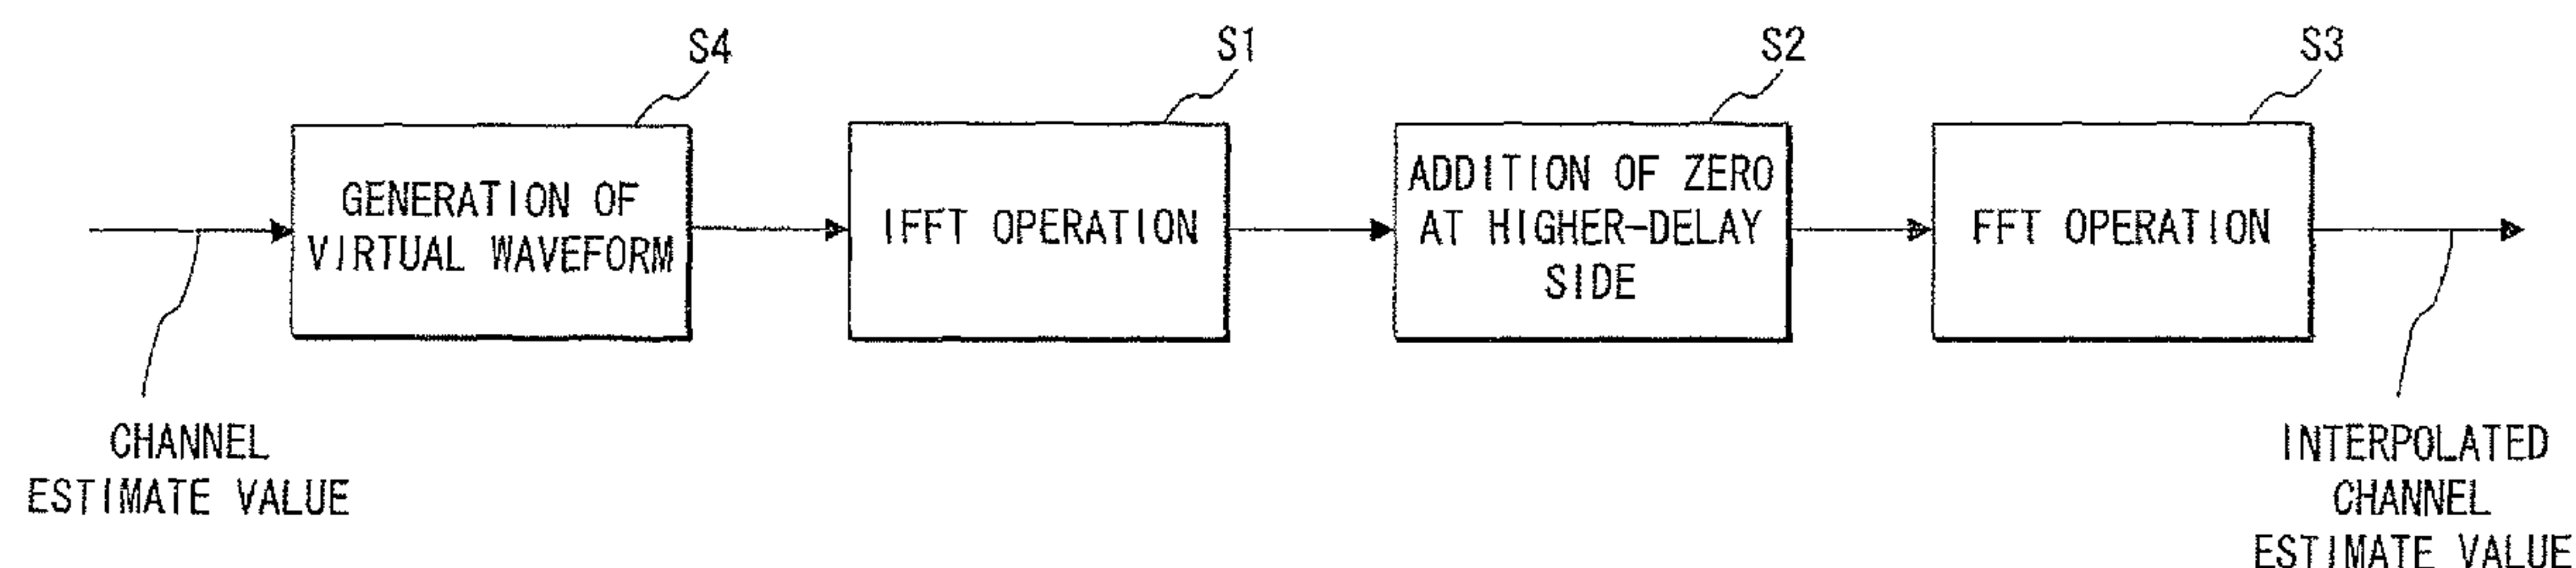 S4
S1
S2
S3
GENERATION OF
VIRTUAL WAVEFORM
IFFT OPERATION
ADDITION OF ZERO
AT HIGHER-DELAY
SIDE
FFT OPERATION
CHANNEL
ESTIMATE VALUE
INTERPOLATED
CHANNEL
ESTIMATE VALUE